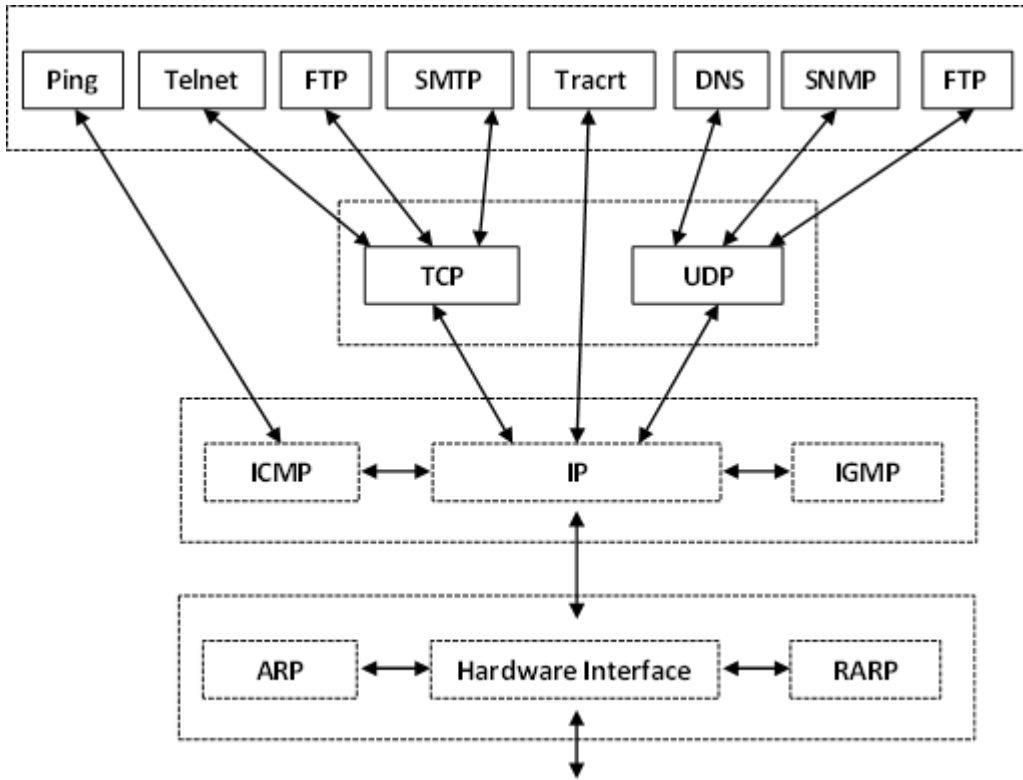 Ping Telnet FTP SMTP Tracrt DNS SNMP FTP
TCP UDP
ICMP IP IGMP
ARP Hardware Interface RARP